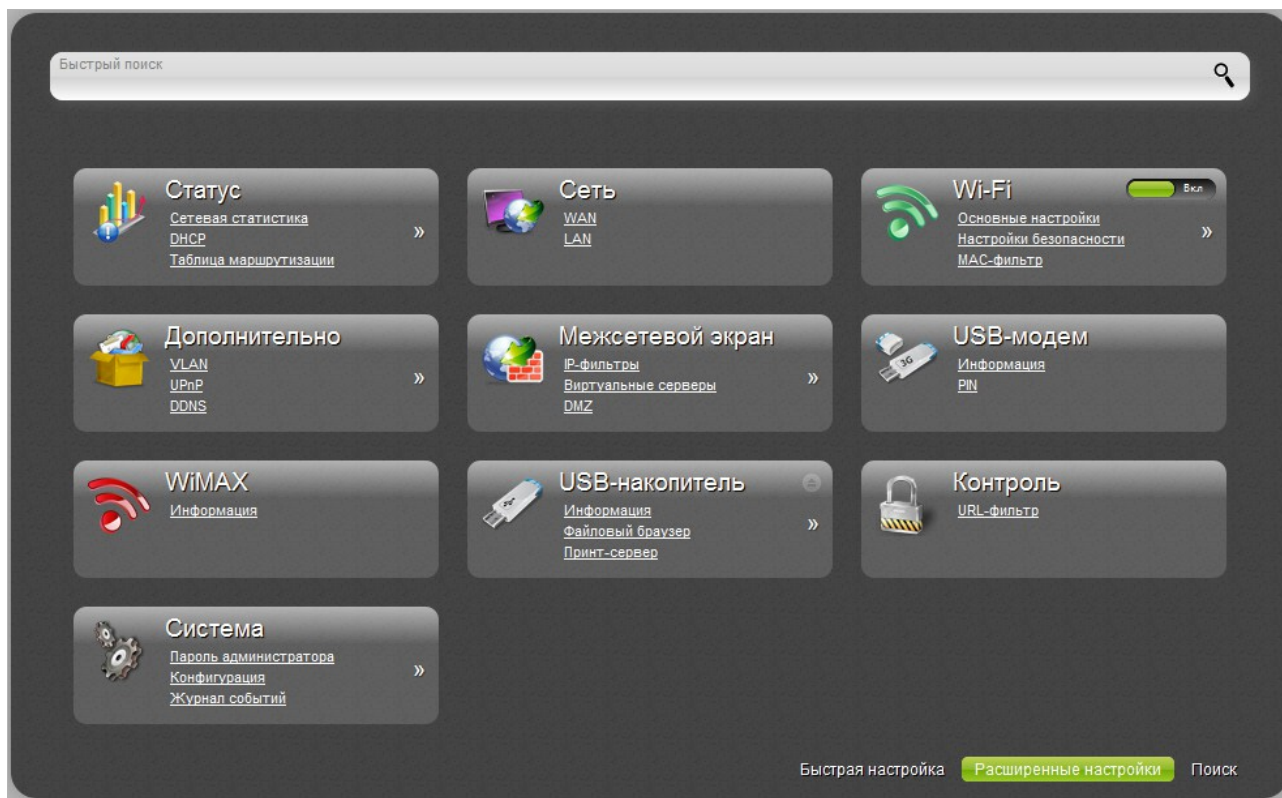 Быстрый поиск
Статус
Сетевая статистика
DHCP
Таблица маршрутизации
»
Сеть
WAN
LAN
Wi-Fi
Вкл
Основные настройки
Настройки безопасности
MAC-фильтр
»
Дополнительно
VLAN
UPnP
DDNS
»
Межсетевой экран
IP-фильтры
Виртуальные серверы
DMZ
»
USB-модем
3G
Информация
PIN
WiMAX
Информация
USB-накопитель
Информация
Файловый браузер
Принт-сервер
»
Контроль
URL-фильтр
Система
Пароль администратора
Конфигурация
Журнал событий
»
Быстрая настройка Расширенные настройки Поиск